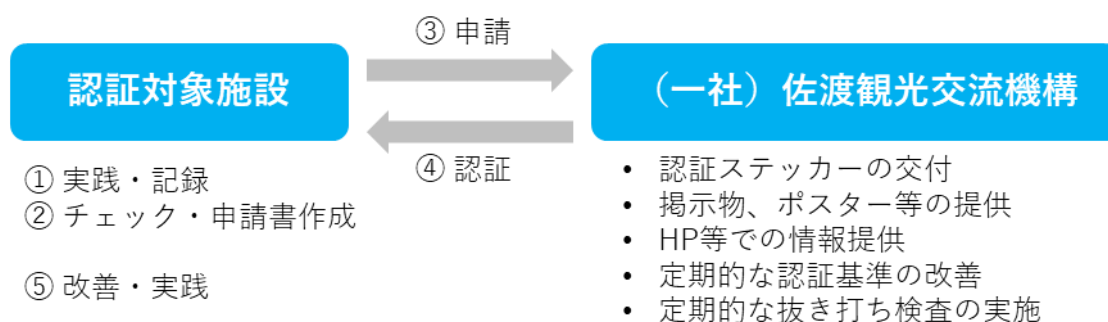 ③ 申請
認証対象施設
（一社）佐渡観光交流機構
④ 認証
① 実践・記録
② チェック・申請書作成
⑤ 改善・実践
• 認証ステッカーの交付
• 掲示物、ポスター等の提供
• HP等での情報提供
• 定期的な認証基準の改善
• 定期的な抜き打ち検査の実施